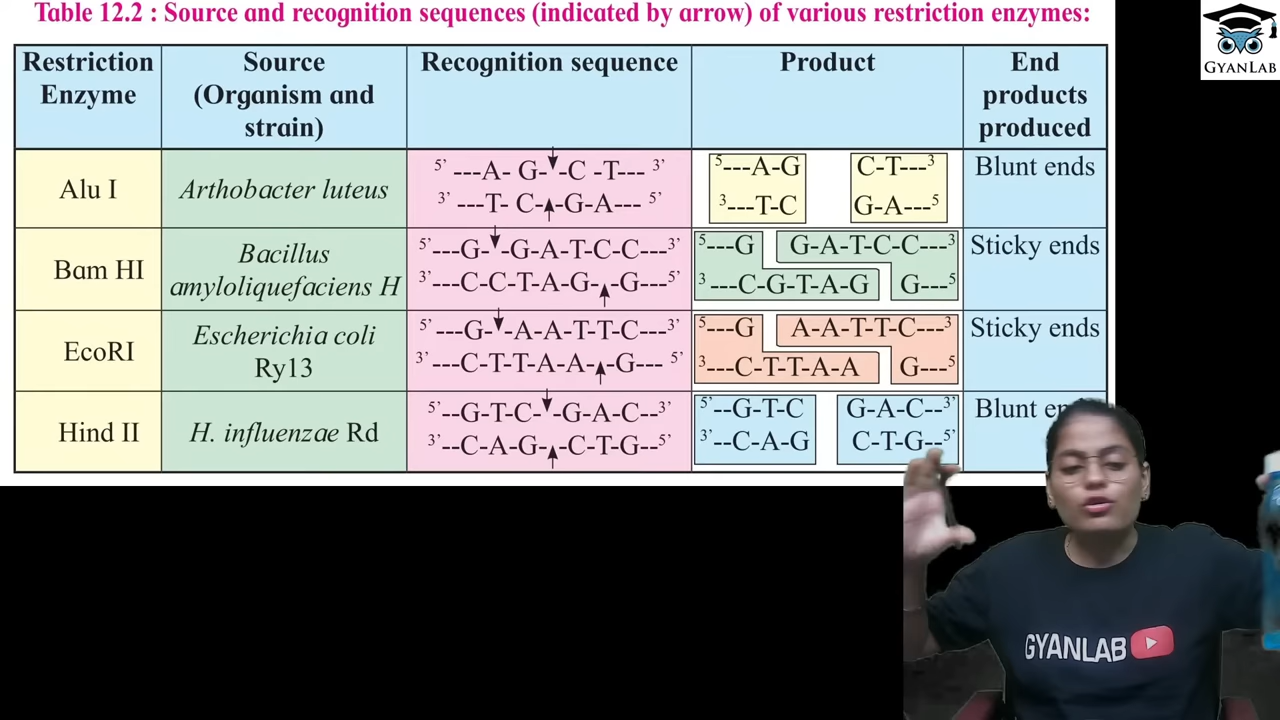 Table 12.2 : Source and recognition sequences (indicated by arrow) of various restriction enzymes:
GYANLAB
Restriction Enzyme
Source (Organism and strain)
Recognition sequence
Product
End products produced
Alu I
Arthobacter luteus
5’ ---A- G- -C -T--- 3’
3’ ---T- C- -G-A--- 5’
5---A-G
3---T-C
C-T---3
G-A---5
Blunt ends
Bam HI
Bacillus amyloliquefaciens H
5’---G- -G-A-T-C-C---3’
3’---C-C-T-A-G- -G---5’
5---G
G-A-T-C-C---3
3---C-G-T-A-G
G---5
Sticky ends
EcoRI
Escherichia coli Ry13
5’ ---G- -A-A-T-T-C---3’
3’ ---C-T-T-A-A- -G--- 5’
5---G
A-A-T-T-C---3
3---C-T-T-A-A
G---5
Sticky ends
Hind II
H. influenzae Rd
5’--G-T-C- -G-A-C--3’
3’--C-A-G- -C-T-G--5’
5’--G-T-C
3’--C-A-G
G-A-C--3’
C-T-G--5’
Blunt
GYANLAB